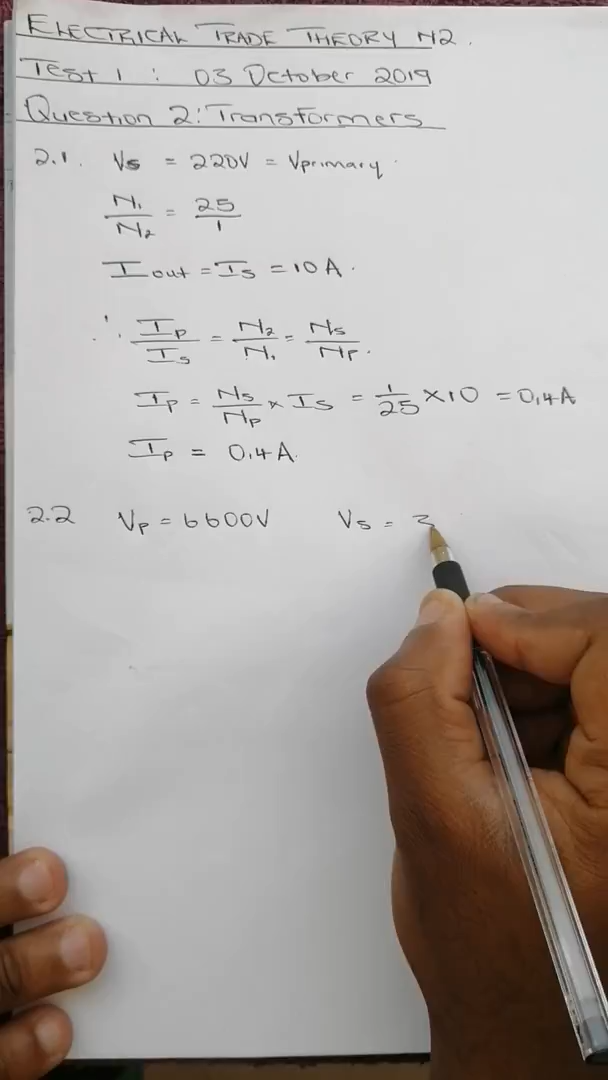 ELECTRICAL TRADE THEORY N2.
Test 1 : 03 October 2019
Question 2: Transformers
2.1. Vs = 220V = Vprimary.
N1/N2 = 25/1
Iout = Is = 10A.
∴ Ip/Is = N2/N1 = Ns/Np.
Ip = Ns/Np × Is = 1/25 × 10 = 0,4A
Ip = 0,4A.
2.2 Vp = 6600V Vs = 3